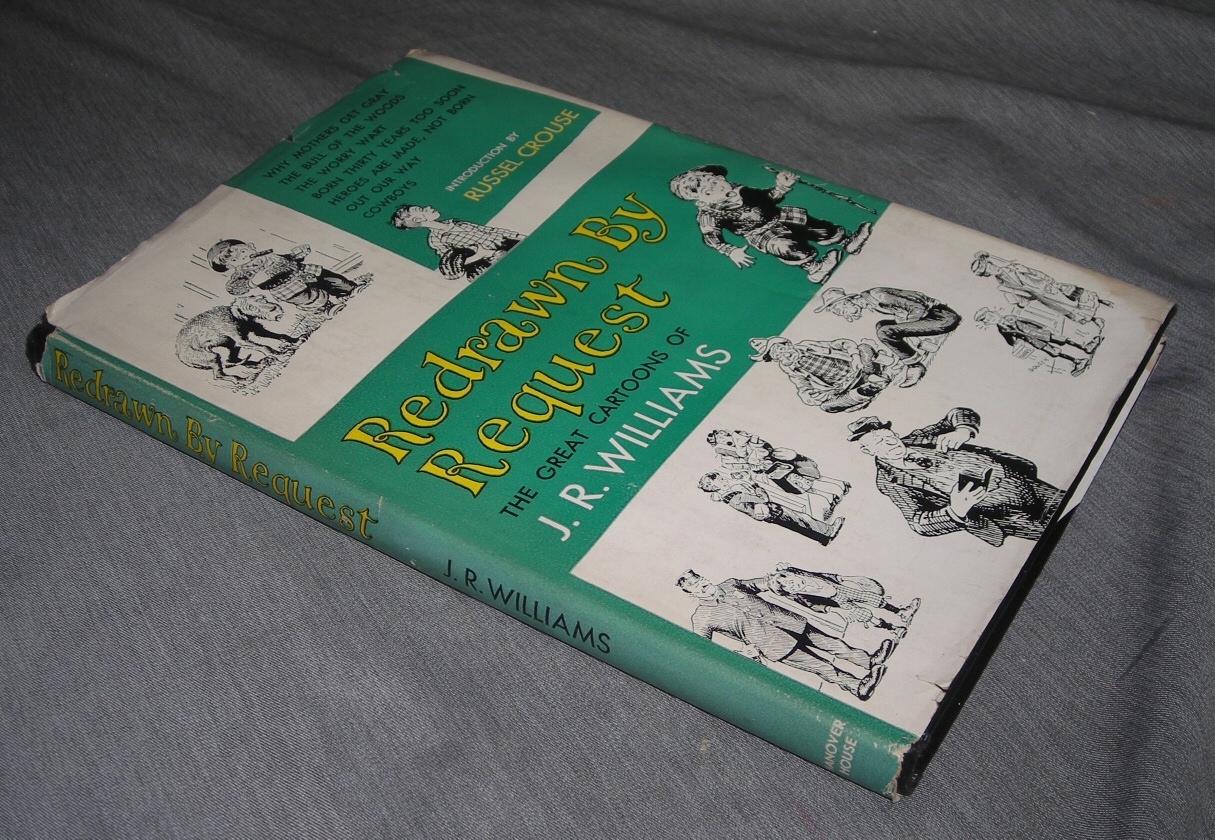 WHY MOTHERS GET GRAY
THE BULL OF THE WOODS
THE WORRY WART
BORN THIRTY YEARS TOO SOON
HEROES ARE MADE, NOT BORN
OUT OUR WAY
COWBOYS
INTRODUCTION BY
RUSSEL CROUSE
Redrawn By
Request
THE GREAT CARTOONS OF
J. R. WILLIAMS
Redrawn By Request
J. R. WILLIAMS
ANOVER
HOUSE